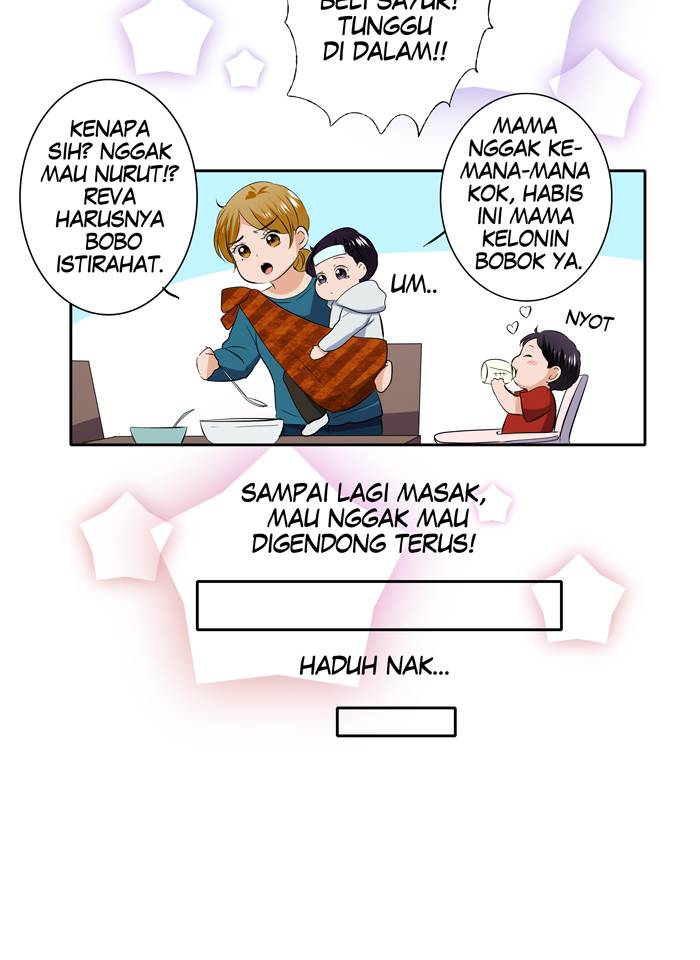 BELI SAYUR!
TUNGGU
DI DALAM!!
KENAPA
SIH? NGGAK
MAU NURUT!?
REVA
HARUSNYA
BOBO
ISTIRAHAT.
MAMA
NGGAK KE-
MANA-MANA
KOK, HABIS
INI MAMA
KELONIN
BOBOK YA.
UM..
NYOT
SAMPAI LAGI MASAK,
MAU NGGAK MAU
DIGENDONG TERUS!
HADUH NAK...